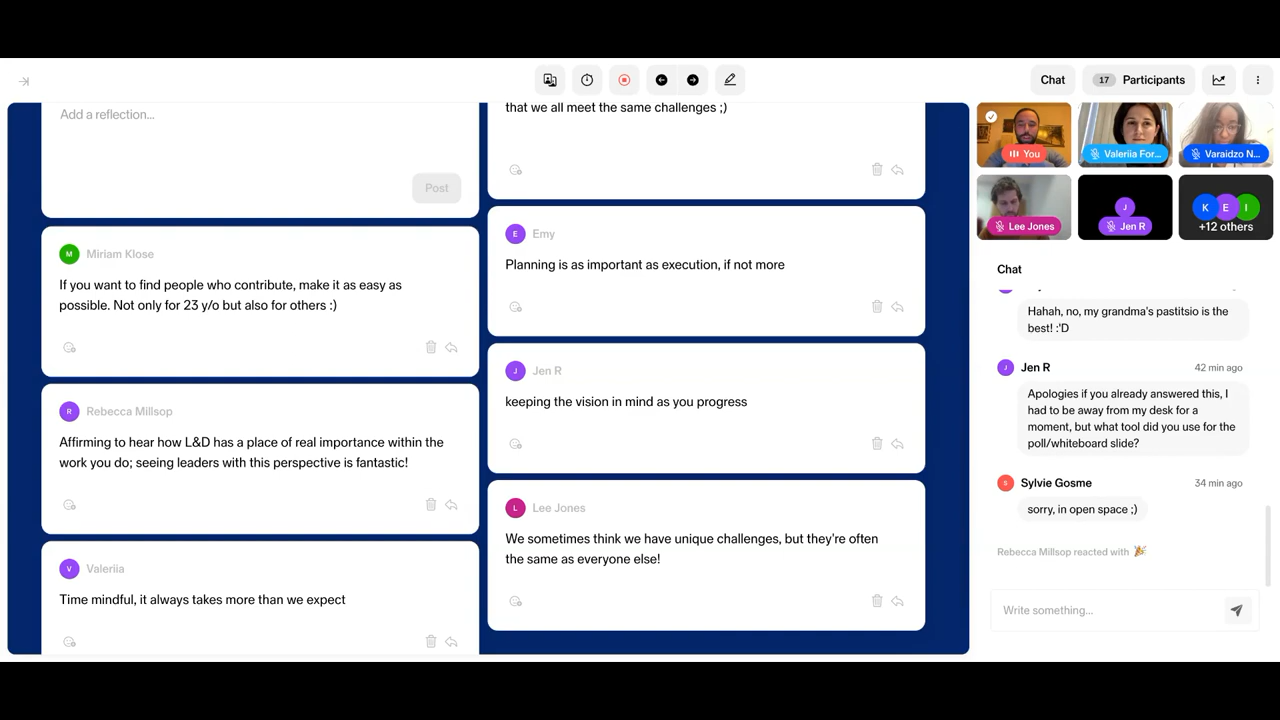 Chat
17 Participants
Add a reflection...
Post
Miriam Klose
If you want to find people who contribute, make it as easy as
possible. Not only for 23 y/o but also for others :)
Rebecca Millsop
Affirming to hear how L&D has a place of real importance within the
work you do; seeing leaders with this perspective is fantastic!
Valeriia
Time mindful, it always takes more than we expect
that we all meet the same challenges ;)
Emy
Planning is as important as execution, if not more
Jen R
keeping the vision in mind as you progress
Lee Jones
We sometimes think we have unique challenges, but they're often
the same as everyone else!
You
Valeriia For...
Varaidzo N...
Lee Jones
J
Jen R
K E I
+12 others
Chat
Hahah, no, my grandma's pastitsio is the
best! :'D
Jen R 42 min ago
Apologies if you already answered this, I
had to be away from my desk for a
moment, but what tool did you use for the
poll/whiteboard slide?
Sylvie Gosme 34 min ago
sorry, in open space ;)
Rebecca Millsop reacted with 🎉
Write something...